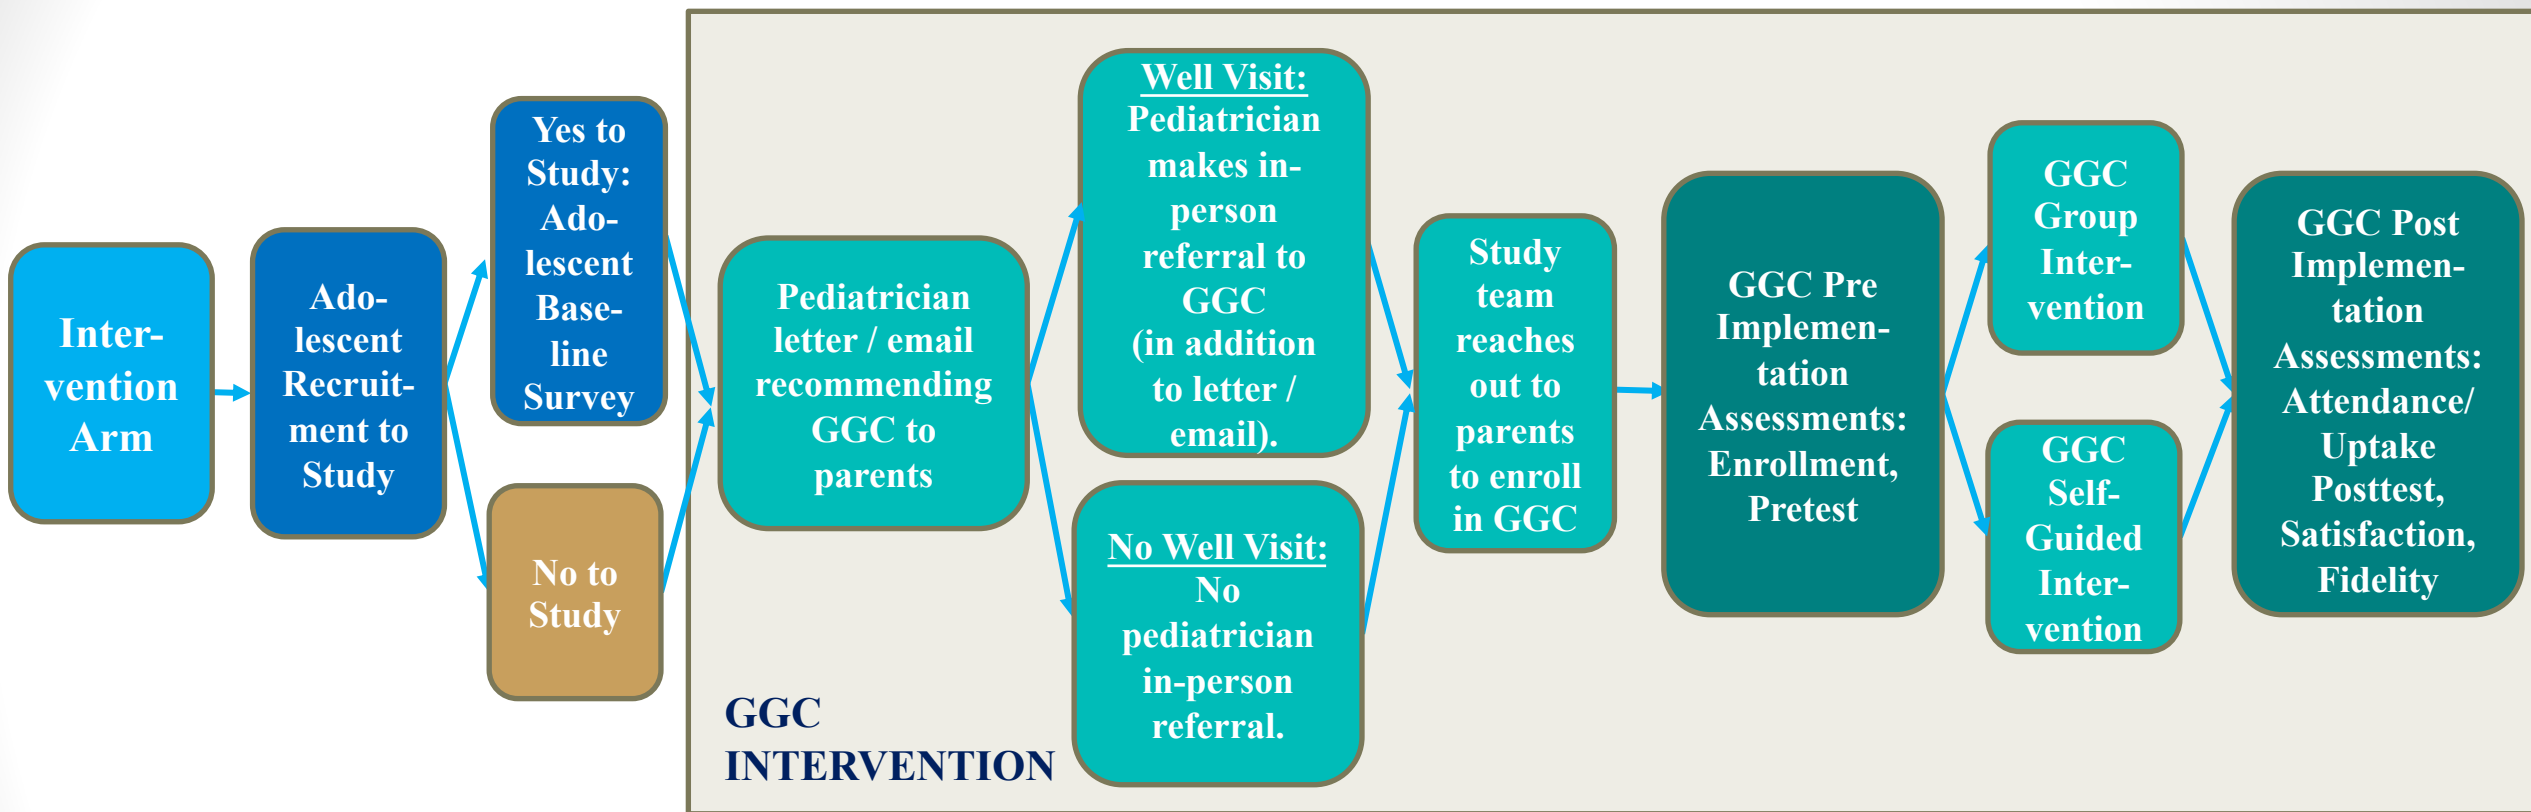 Inter-
vention
Arm
Ado-
lescent
Recruit-
ment to
Study
Yes to
Study:
Ado-
lescent
Base-
line
Survey
No to
Study
Pediatrician
letter / email
recommending
GGC to
parents
Well Visit:
Pediatrician
makes in-
person
referral to
GGC
(in addition
to letter /
email).
No Well Visit:
No
pediatrician
in-person
referral.
Study
team
reaches
out to
parents
to enroll
in GGC
GGC Pre
Implemen-
tation
Assessments:
Enrollment,
Pretest
GGC
Group
Inter-
vention
GGC
Self-
Guided
Inter-
vention
GGC Post
Implemen-
tation
Assessments:
Attendance/
Uptake
Posttest,
Satisfaction,
Fidelity
GGC
INTERVENTION